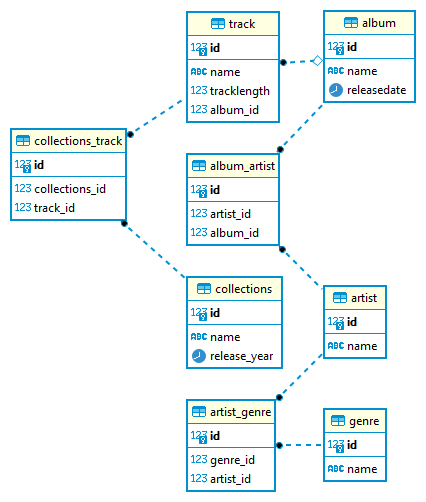 track
123 id
ABC name
123 tracklength
123 album_id
album
123 id
ABC name
releasedate
collections_track
123 id
123 collections_id
123 track_id
album_artist
123 id
123 artist_id
123 album_id
collections
123 id
ABC name
release_year
artist
123 id
ABC name
artist_genre
123 id
123 genre_id
123 artist_id
genre
123 id
ABC name